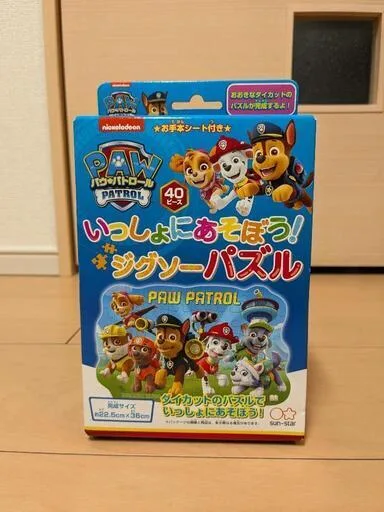 PAW
PATROL
おおきなダイカットの
パズルが完成するよ!
nickelodeon
★お手本シート付き★
PAW
パウ・パトロール
PATROL
40
ピース
いっしょにあそぼう!
ジグソーパズル
PAW PATROL
完成サイズ
約22.5cm×36cm
ダイカットのパズルで
いっしょにあそぼう!
sun-star